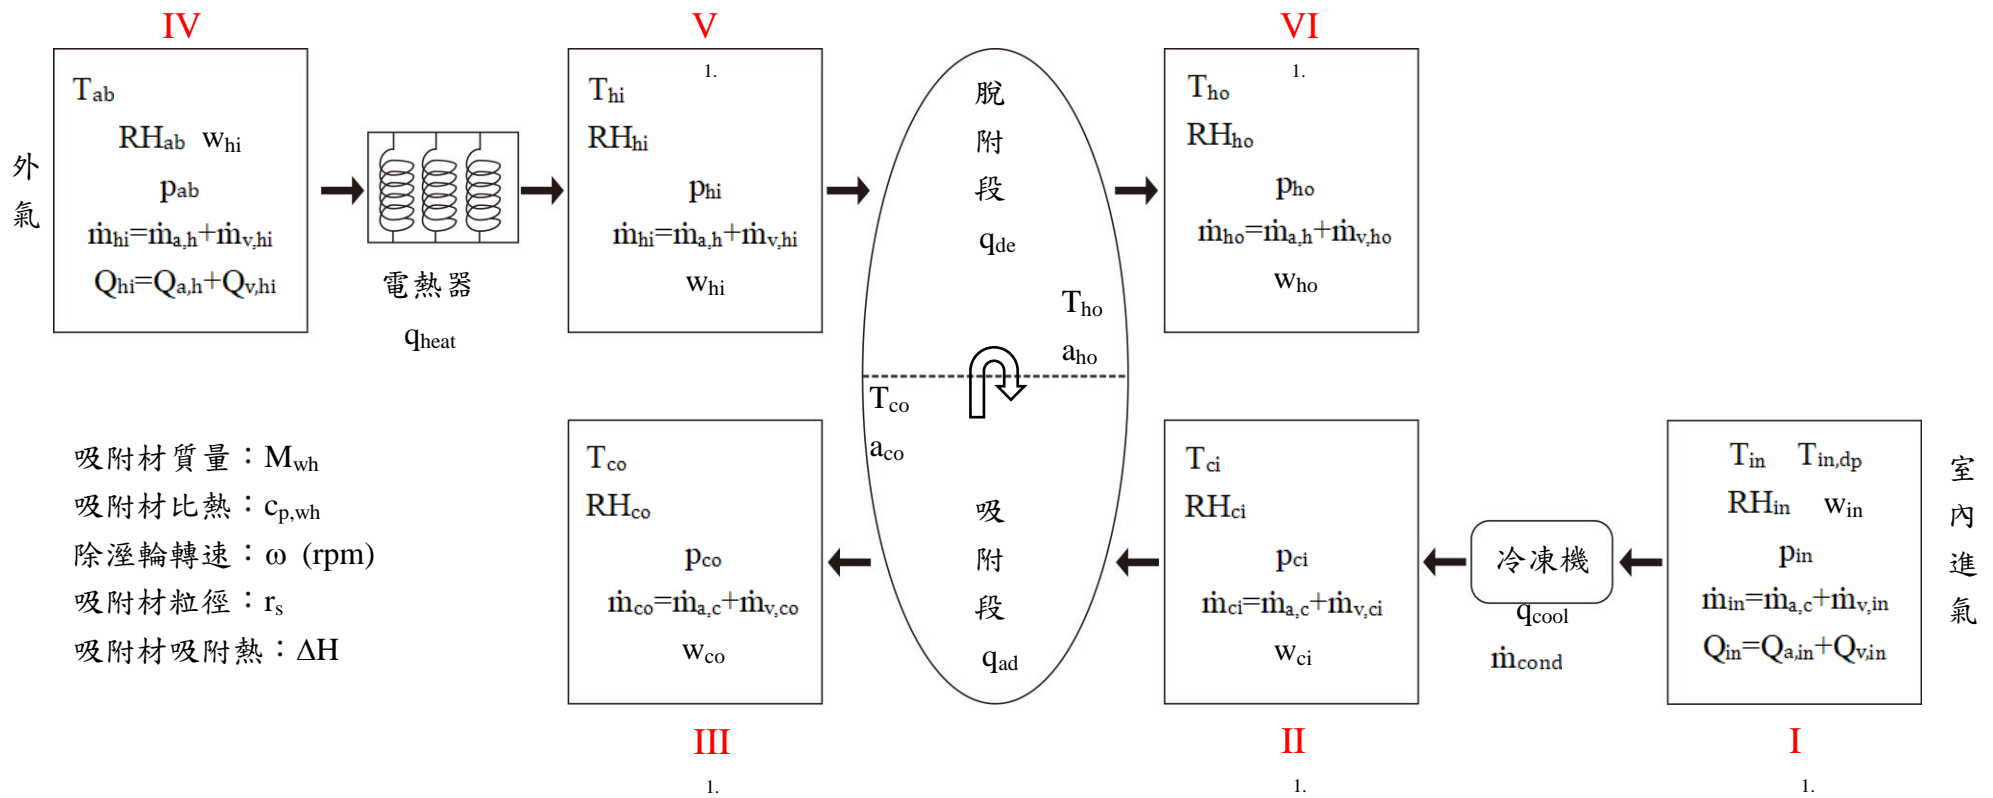 IV
V
VI
1.
1.
T_ab
RH_ab w_hi
p_ab
ṁ_hi=ṁ_a,h+ṁ_v,hi
Q_hi=Q_a,h+Q_v,hi
外氣
電熱器
q_heat
T_hi
RH_hi
p_hi
ṁ_hi=ṁ_a,h+ṁ_v,hi
w_hi
脫附段
q_de
T_ho
a_ho
T_ho
RH_ho
p_ho
ṁ_ho=ṁ_a,h+ṁ_v,ho
w_ho
吸附材質量：M_wh
吸附材比熱：c_p,wh
除溼輪轉速：ω (rpm)
吸附材粒徑：r_s
吸附材吸附熱：ΔH
T_co
RH_co
p_co
ṁ_co=ṁ_a,c+ṁ_v,co
w_co
T_co
a_co
吸附段
q_ad
T_ci
RH_ci
p_ci
ṁ_ci=ṁ_a,c+ṁ_v,ci
w_ci
冷凍機
q_cool
ṁ_cond
T_in T_in,dp
RH_in w_in
p_in
ṁ_in=ṁ_a,c+ṁ_v,in
Q_in=Q_a,in+Q_v,in
室內進氣
III
II
I
1.
1.
1.